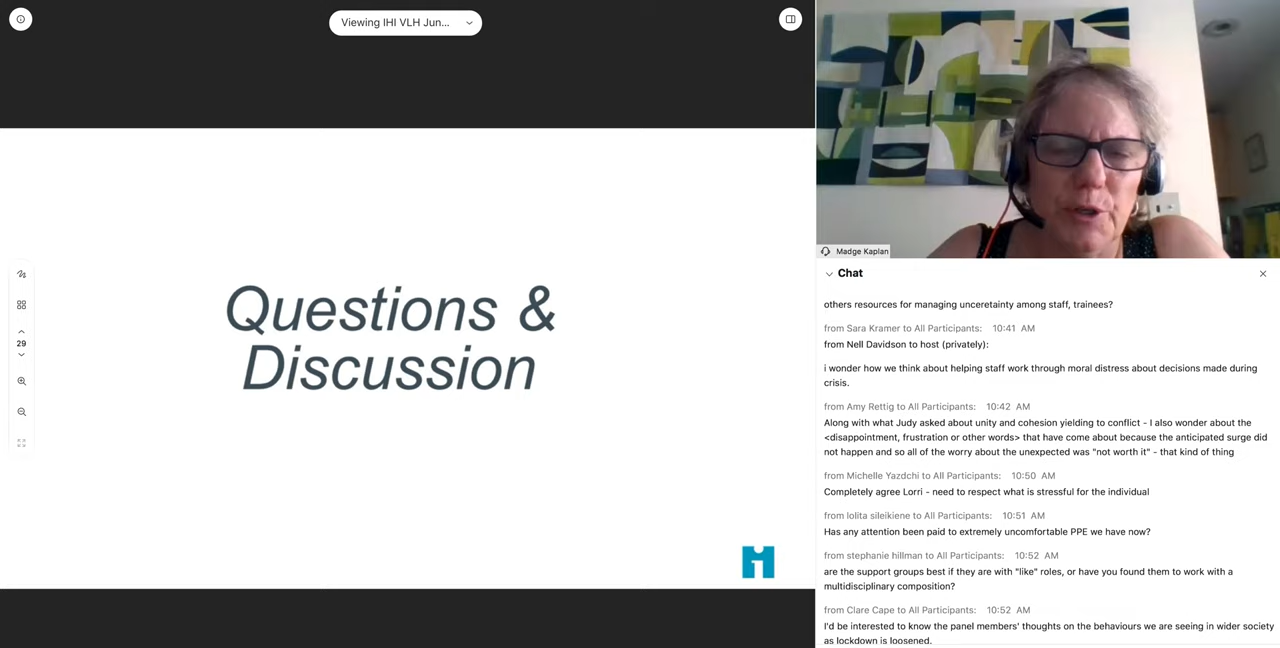 Viewing IHI VLH Jun...
29
Questions &
Discussion
Madge Kaplan
Chat
others resources for managing unceretainty among staff, trainees?
from Sara Kramer to All Participants: 10:41 AM
from Nell Davidson to host (privately):
i wonder how we think about helping staff work through moral distress about decisions made during
crisis.
from Amy Rettig to All Participants: 10:42 AM
Along with what Judy asked about unity and cohesion yielding to conflict - I also wonder about the
<disappointment, frustration or other words> that have come about because the anticipated surge did
not happen and so all of the worry about the unexpected was "not worth it" - that kind of thing
from Michelle Yazdchi to All Participants: 10:50 AM
Completely agree Lorri - need to respect what is stressful for the individual
from lolita sileikiene to All Participants: 10:51 AM
Has any attention been paid to extremely uncomfortable PPE we have now?
from stephanie hillman to All Participants: 10:52 AM
are the support groups best if they are with "like" roles, or have you found them to work with a
multidisciplinary composition?
from Clare Cape to All Participants: 10:52 AM
I'd be interested to know the panel members' thoughts on the behaviours we are seeing in wider society
as lockdown is loosened.